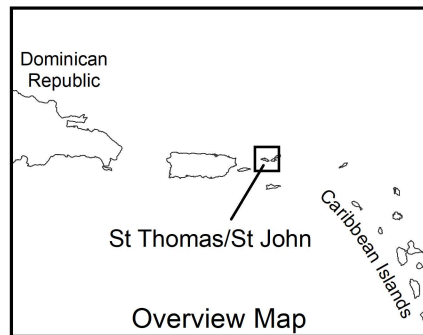 Dominican
Republic
St Thomas/St John
Caribbean Islands
Overview Map